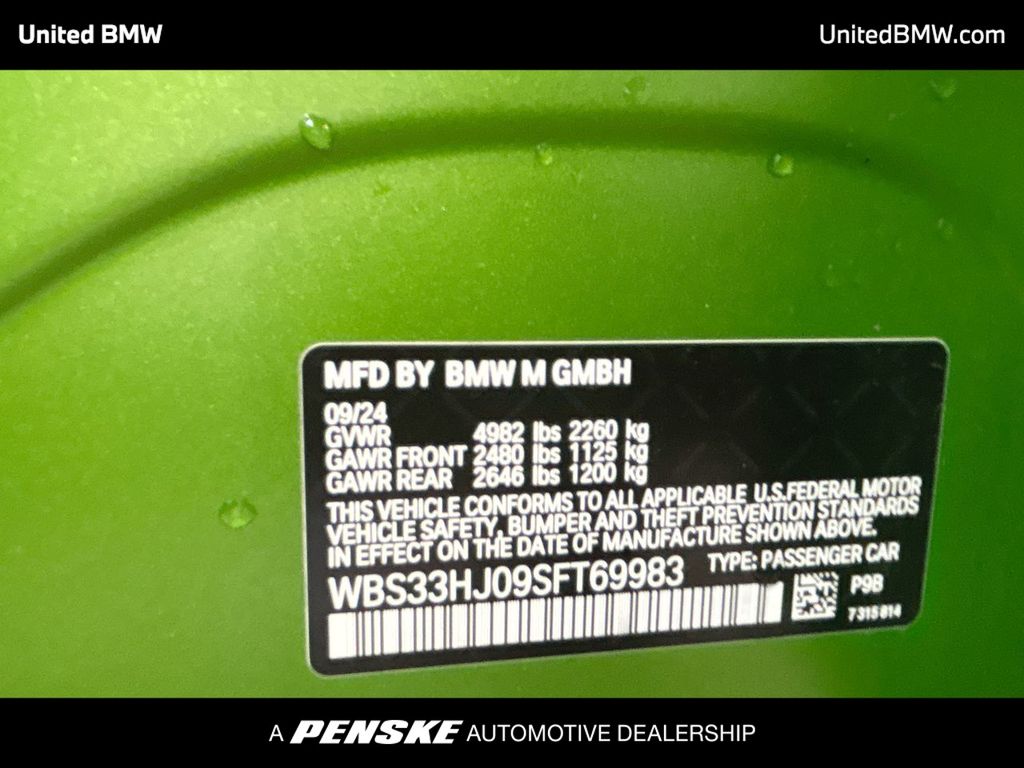 United BMW
UnitedBMW.com
MFD BY BMW M GMBH
09/24
GVWR 4982 lbs 2260 kg
GAWR FRONT 2480 lbs 1125 kg
GAWR REAR 2646 lbs 1200 kg
THIS VEHICLE CONFORMS TO ALL APPLICABLE U.S.FEDERAL MOTOR
VEHICLE SAFETY, BUMPER AND THEFT PREVENTION STANDARDS
IN EFFECT ON THE DATE OF MANUFACTURE SHOWN ABOVE.
TYPE: PASSENGER CAR
WBS33HJ09SFT69983
P9B
7315814
A PENSKE AUTOMOTIVE DEALERSHIP